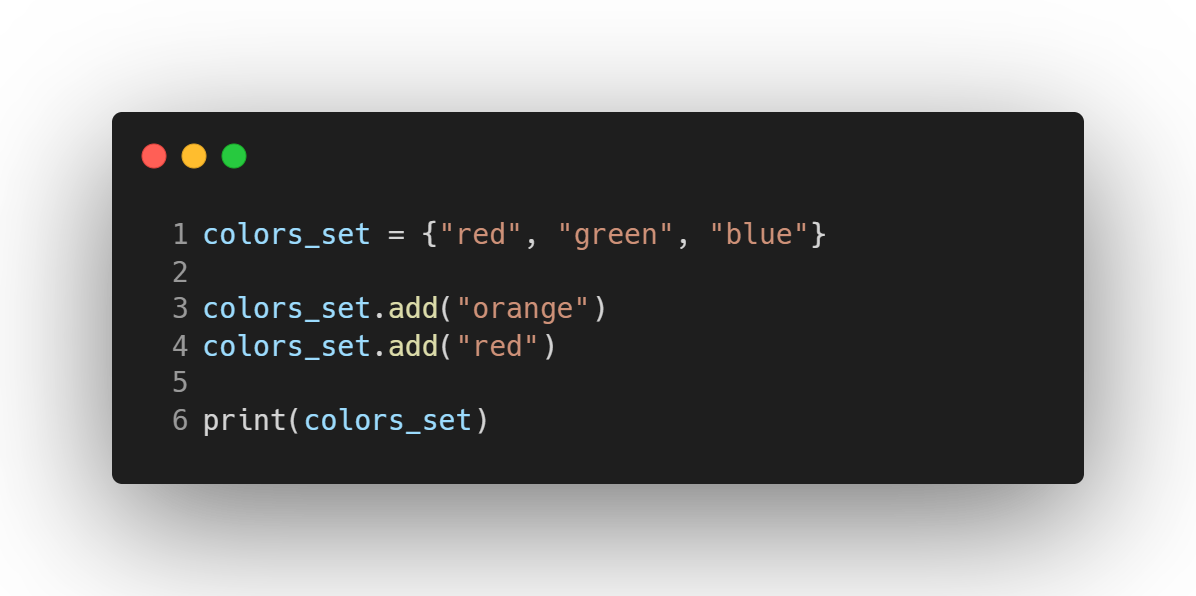 1 colors_set = {"red", "green", "blue"}
2
3 colors_set.add("orange")
4 colors_set.add("red")
5
6 print(colors_set)